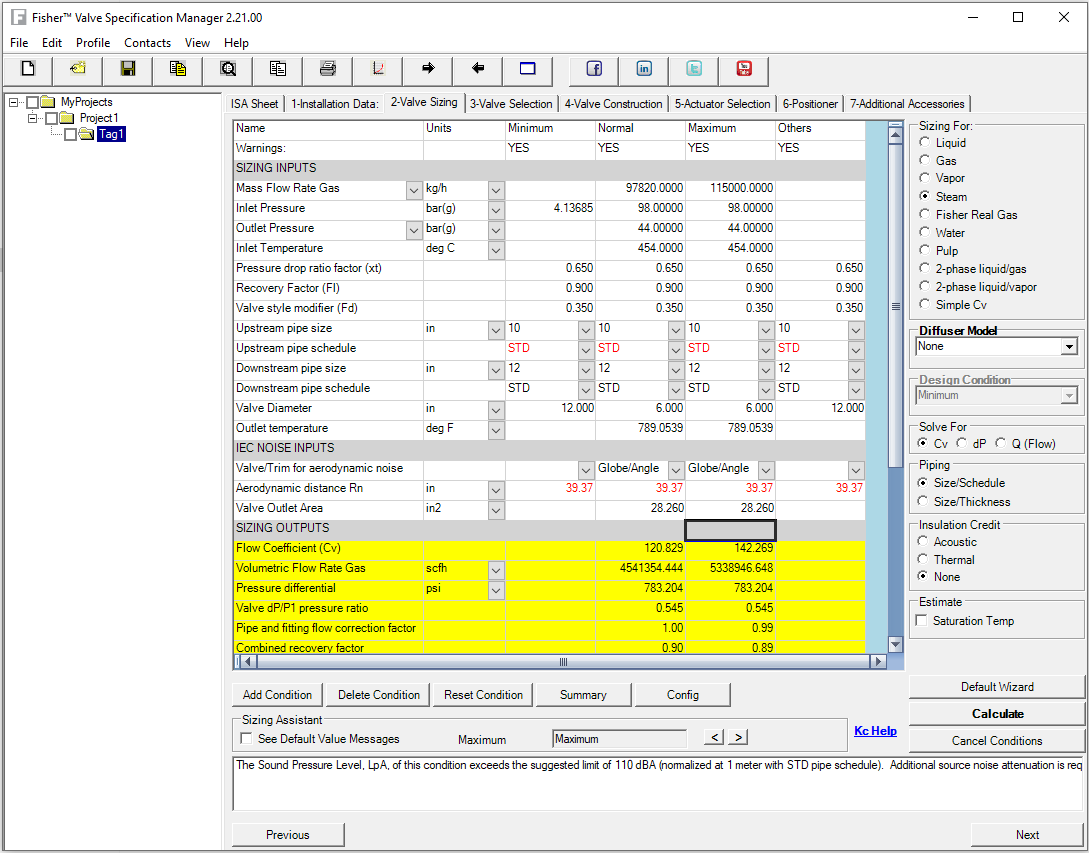 Fisher™ Valve Specification Manager 2.21.00
File Edit Profile Contacts View Help
MyProjects
Project1
Tag1
ISA Sheet 1-Installation Data: 2-Valve Sizing 3-Valve Selection 4-Valve Construction 5-Actuator Selection 6-Positioner 7-Additional Accessories
Name Units Minimum Normal Maximum Others
Warnings: YES YES YES YES
SIZING INPUTS
Mass Flow Rate Gas kg/h 97820.0000 115000.0000
Inlet Pressure bar(g) 4.13685 98.00000 98.00000
Outlet Pressure bar(g) 44.00000 44.00000
Inlet Temperature deg C 454.0000 454.0000
Pressure drop ratio factor (xt) 0.650 0.650 0.650 0.650
Recovery Factor (Fl) 0.900 0.900 0.900 0.900
Valve style modifier (Fd) 0.350 0.350 0.350 0.350
Upstream pipe size in 10 10 10 10
Upstream pipe schedule STD STD STD STD
Downstream pipe size in 12 12 12 12
Downstream pipe schedule STD STD STD STD
Valve Diameter in 12.000 6.000 6.000 12.000
Outlet temperature deg F 789.0539 789.0539
IEC NOISE INPUTS
Valve/Trim for aerodynamic noise Globe/Angle Globe/Angle
Aerodynamic distance Rn in 39.37 39.37 39.37 39.37
Valve Outlet Area in2 28.260 28.260
SIZING OUTPUTS
Flow Coefficient (Cv) 120.829 142.269
Volumetric Flow Rate Gas scfh 4541354.444 5338946.648
Pressure differential psi 783.204 783.204
Valve dP/P1 pressure ratio 0.545 0.545
Pipe and fitting flow correction factor 1.00 0.99
Combined recovery factor 0.90 0.89
Sizing For:
Liquid
Gas
Vapor
Steam
Fisher Real Gas
Water
Pulp
2-phase liquid/gas
2-phase liquid/vapor
Simple Cv
Diffuser Model
None
Design Condition
Minimum
Solve For
Cv dP Q (Flow)
Piping
Size/Schedule
Size/Thickness
Insulation Credit
Acoustic
Thermal
None
Estimate
Saturation Temp
Default Wizard
Calculate
Cancel Conditions
Add Condition Delete Condition Reset Condition Summary Config
Sizing Assistant
See Default Value Messages Maximum Maximum < > Kc Help
The Sound Pressure Level, LpA, of this condition exceeds the suggested limit of 110 dBA (normalized at 1 meter with STD pipe schedule). Additional source noise attenuation is req
Previous Next